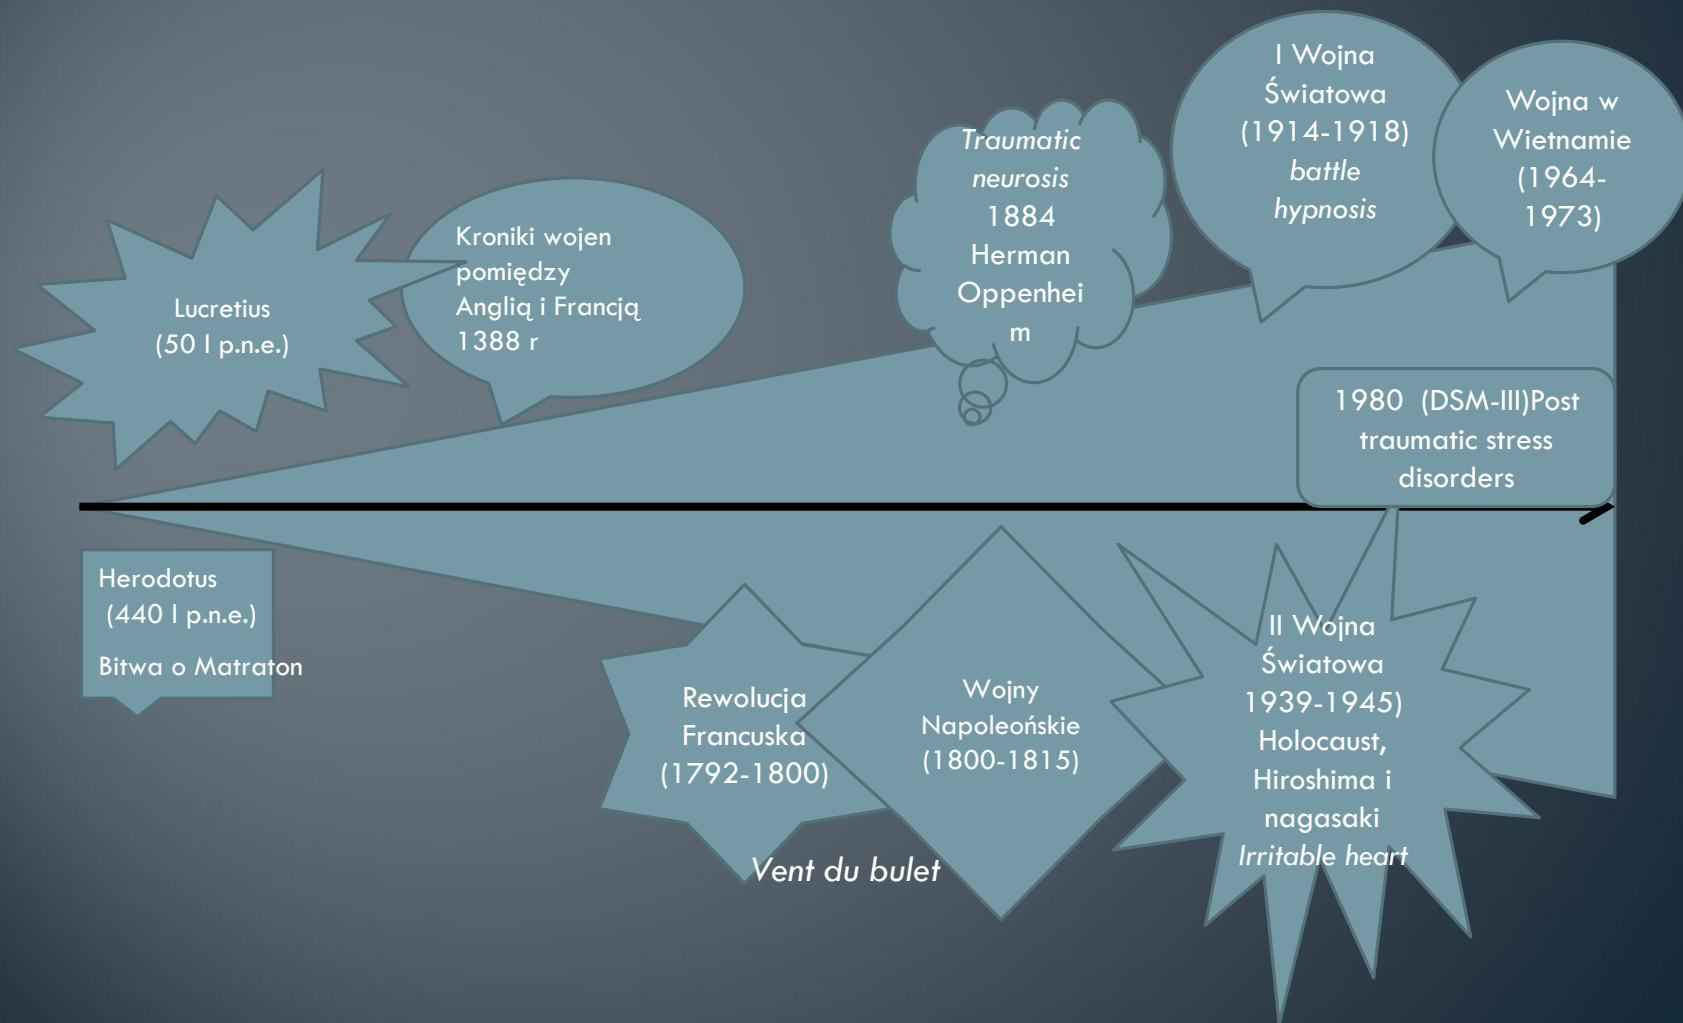 Lucretius
(50 l p.n.e.)
Kroniki wojen
pomiędzy
Anglią i Francją
1388 r
Traumatic
neurosis
1884
Herman
Oppenhei
m
I Wojna
Światowa
(1914-1918)
battle
hypnosis
Wojna w
Wietnamie
(1964-
1973)
1980 (DSM-III)Post
traumatic stress
disorders
Herodotus
(440 l p.n.e.)
Bitwa o Matraton
Rewolucja
Francuska
(1792-1800)
Wojny
Napoleońskie
(1800-1815)
Vent du bulet
II Wojna
Światowa
1939-1945)
Holocaust,
Hiroshima i
nagasaki
Irritable heart